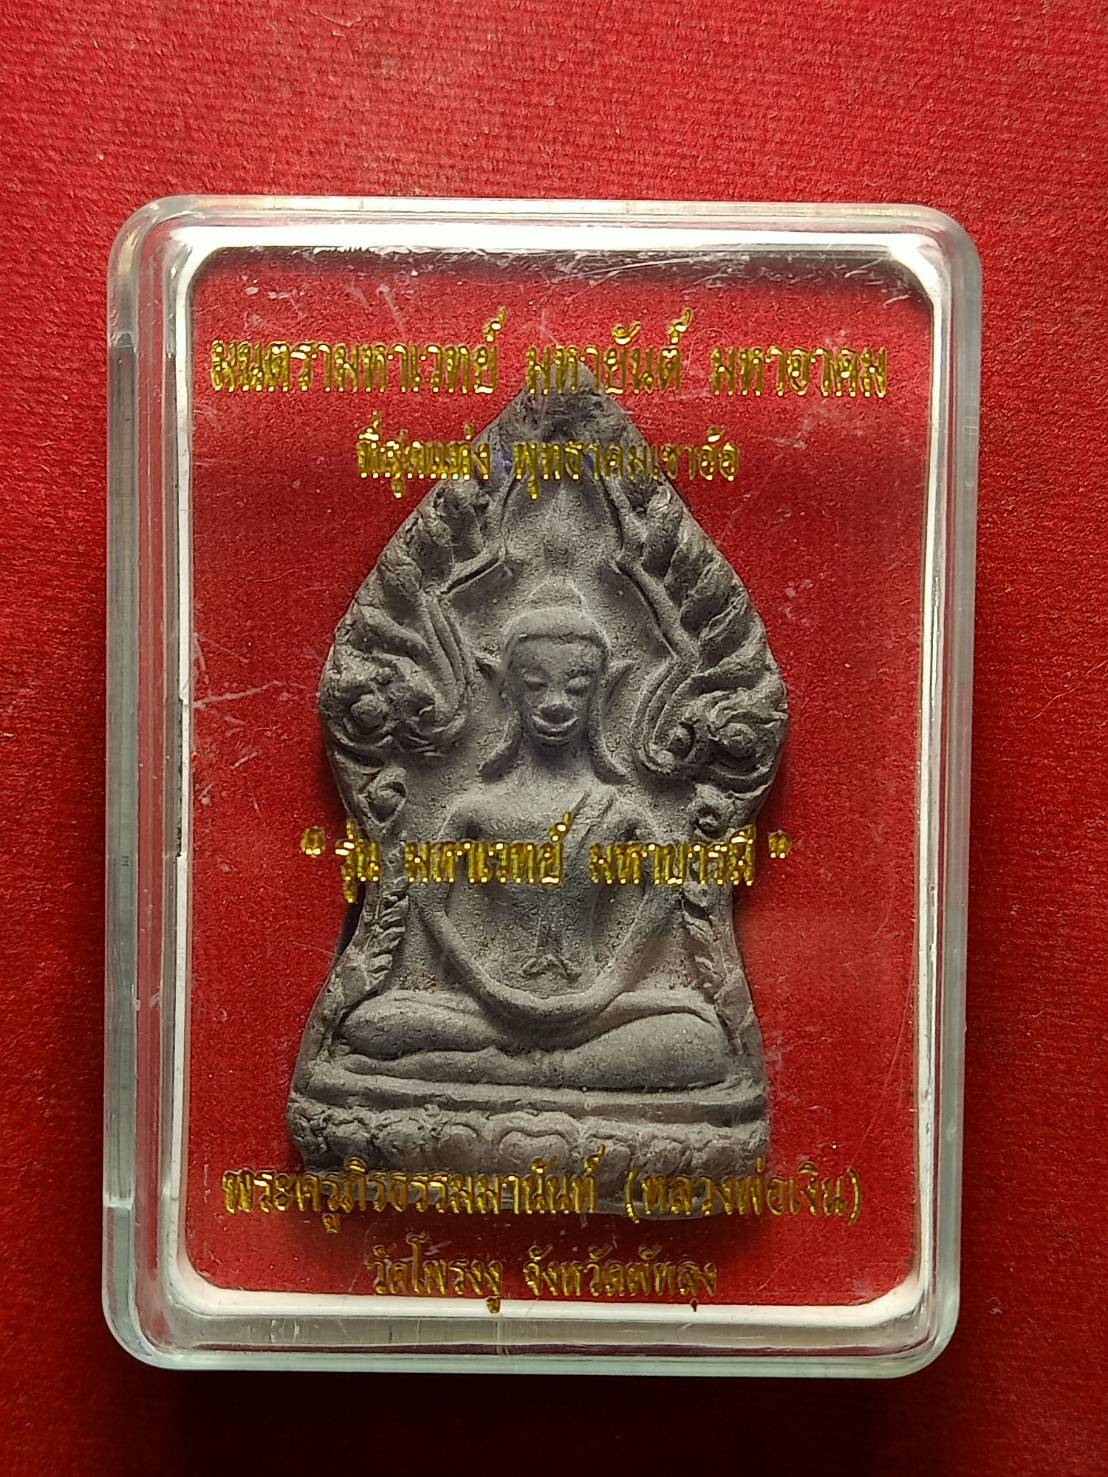 มนตรามหาเวทย์ มหายันต์ มหาอาคม
ที่สุดแห่ง พุทธาคมเขาอ้อ
" รุ่น มหาเวทย์ มหาบารมี "
พระครูภิรธรรมมานันท์ (หลวงพ่อเงิน)
วัดโพรงงู จังหวัดพัทลุง